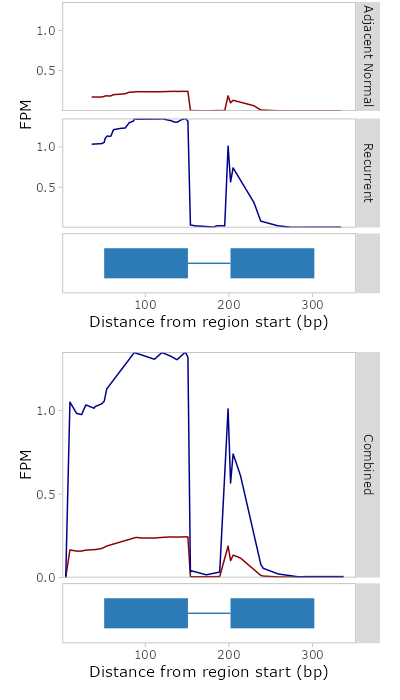 1.0
0.5
Adjacent Normal
FPM
1.0
0.5
Recurrent
100 200 300
Distance from region start (bp)
1.0
0.5
0.0
FPM
Combined
100 200 300
Distance from region start (bp)